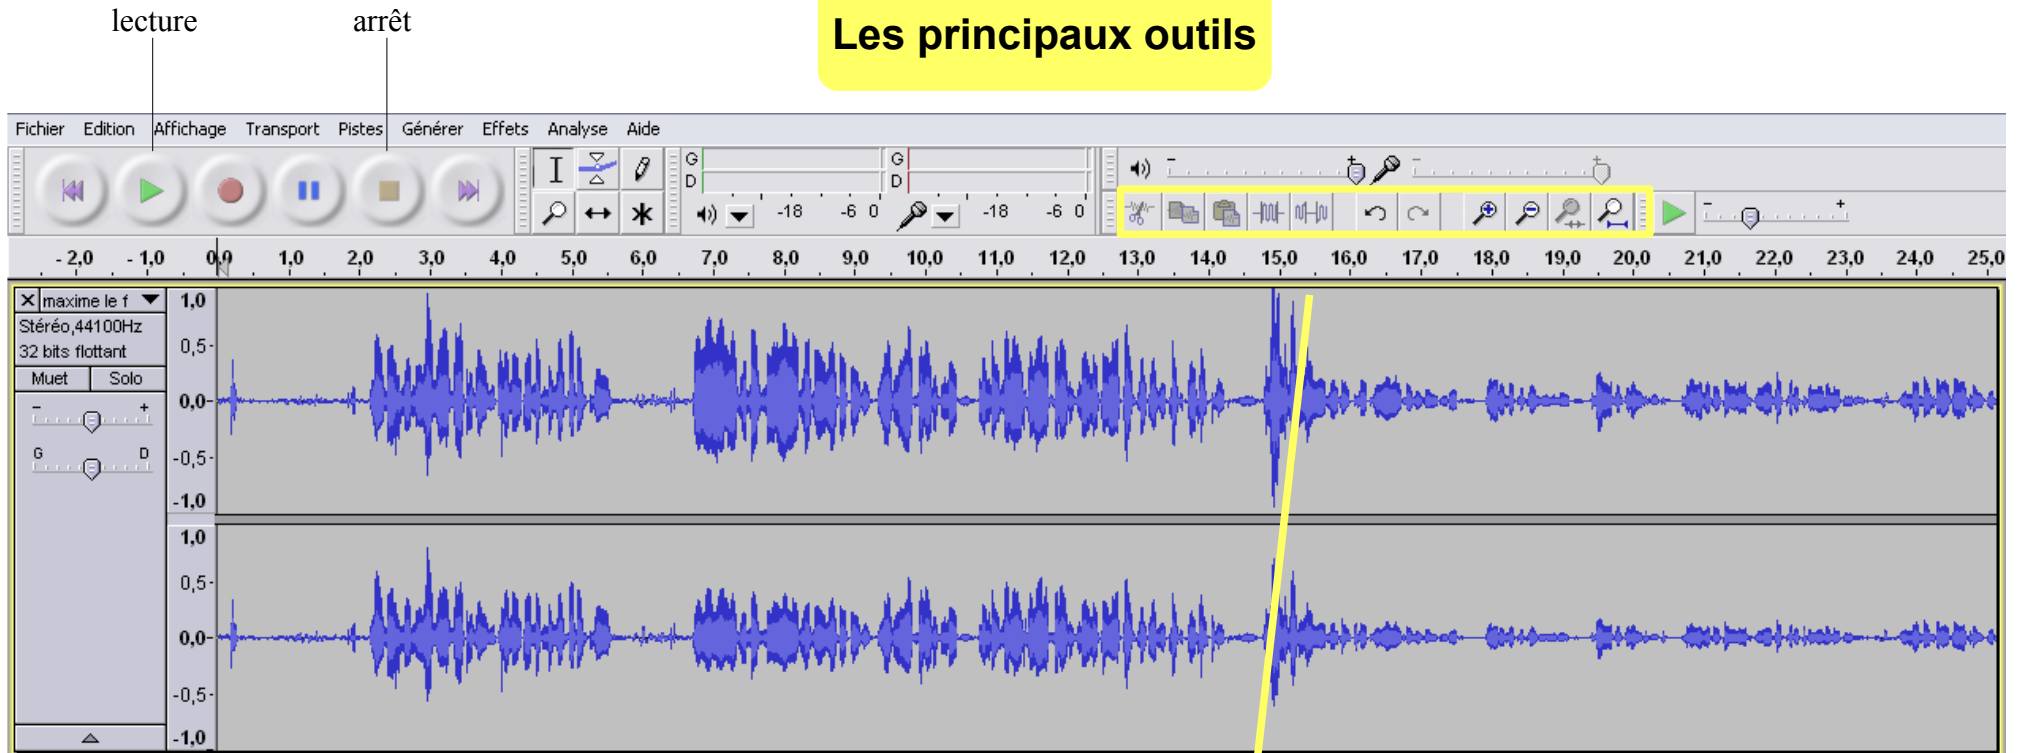 lecture
arrêt
Les principaux outils
Fichier Edition Affichage Transport Pistes Générer Effets Analyse Aide
G
D
G
D
-18 -6 0
-18 -6 0
- +
- +
- +
- 2,0 - 1,0 0,0 1,0 2,0 3,0 4,0 5,0 6,0 7,0 8,0 9,0 10,0 11,0 12,0 13,0 14,0 15,0 16,0 17,0 18,0 19,0 20,0 21,0 22,0 23,0 24,0 25,0
X maxime le f
Stéréo,44100Hz
32 bits flottant
Muet Solo
- +
G D
1,0
0,5-
0,0-
-0,5-
-1,0
1,0
0,5-
0,0-
-0,5-
-1,0